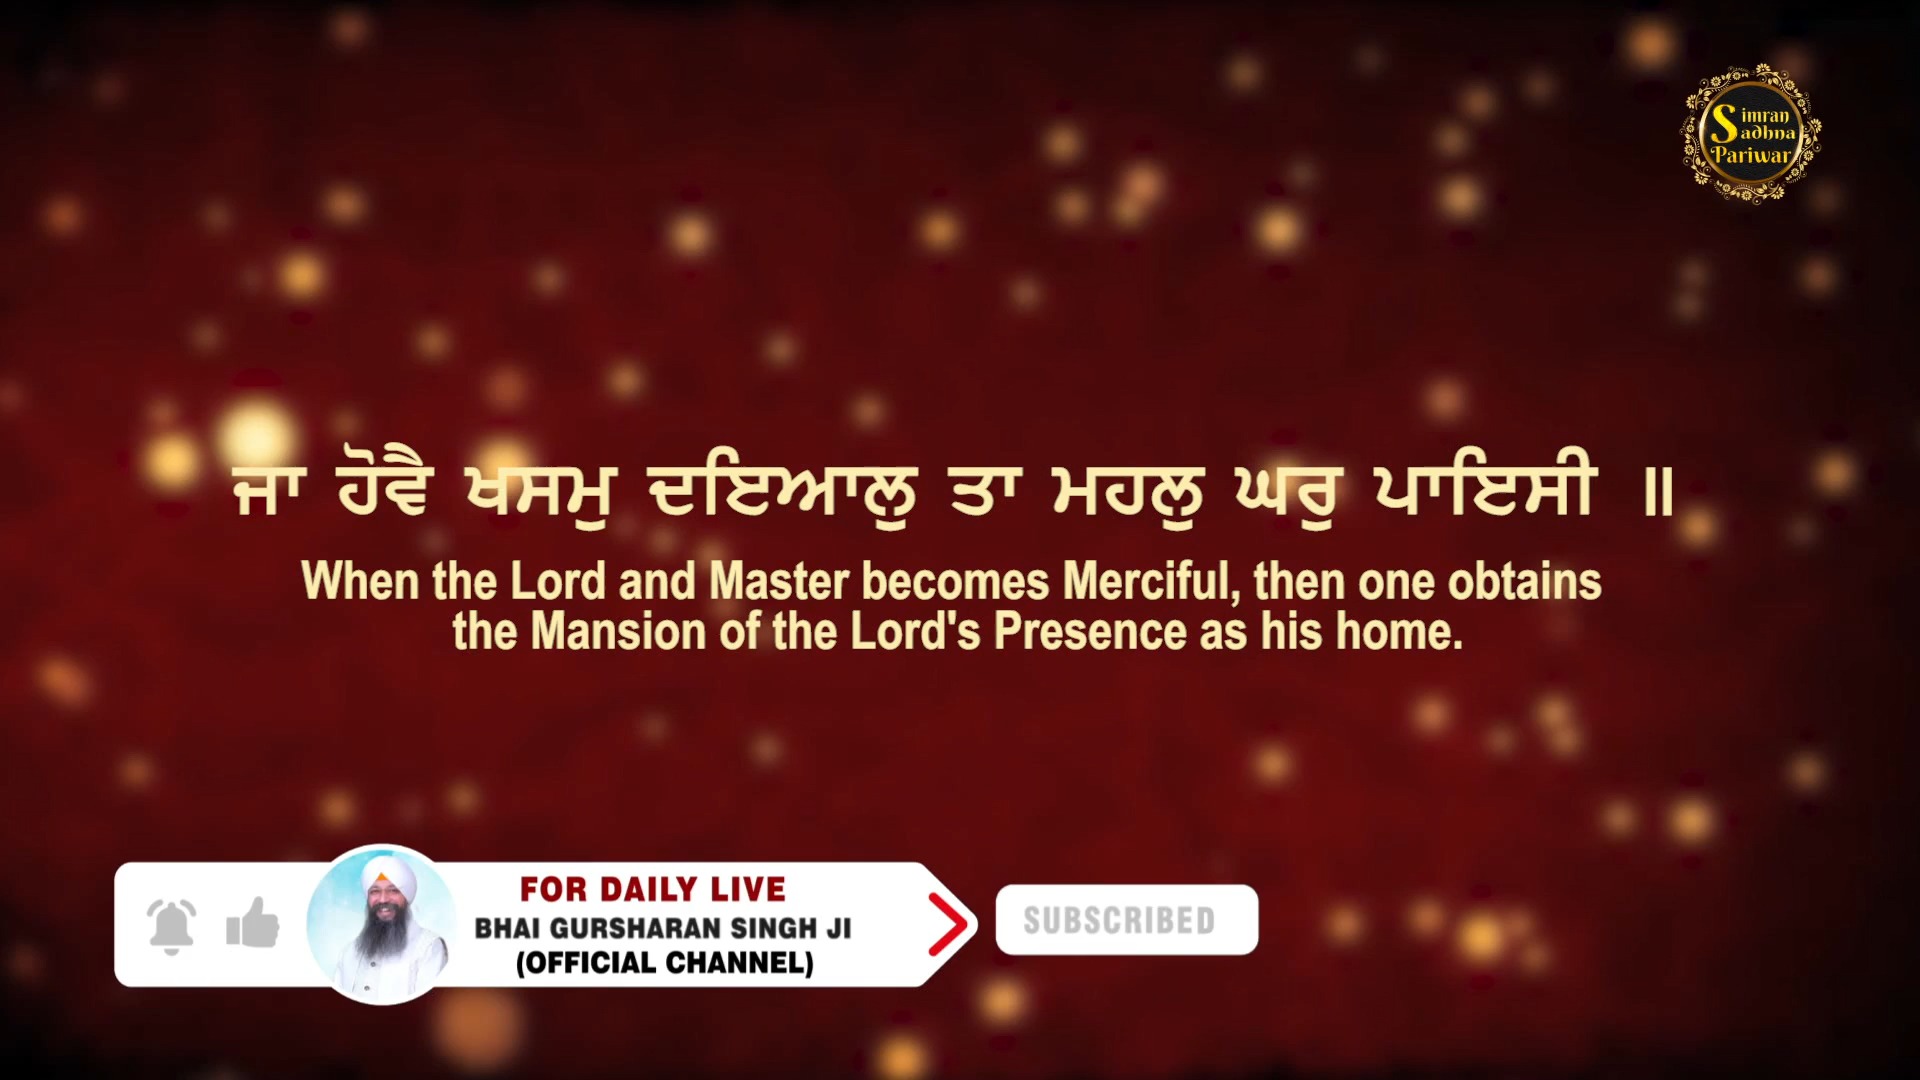 Simran
Sadhna
Pariwar
ਜਾ ਹੋਵੈ ਖਸਮੁ ਦਇਆਲੁ ਤਾ ਮਹਲੁ ਘਰੁ ਪਾਇਸੀ ॥
When the Lord and Master becomes Merciful, then one obtains
the Mansion of the Lord's Presence as his home.
FOR DAILY LIVE
BHAI GURSHARAN SINGH JI
(OFFICIAL CHANNEL)
SUBSCRIBED